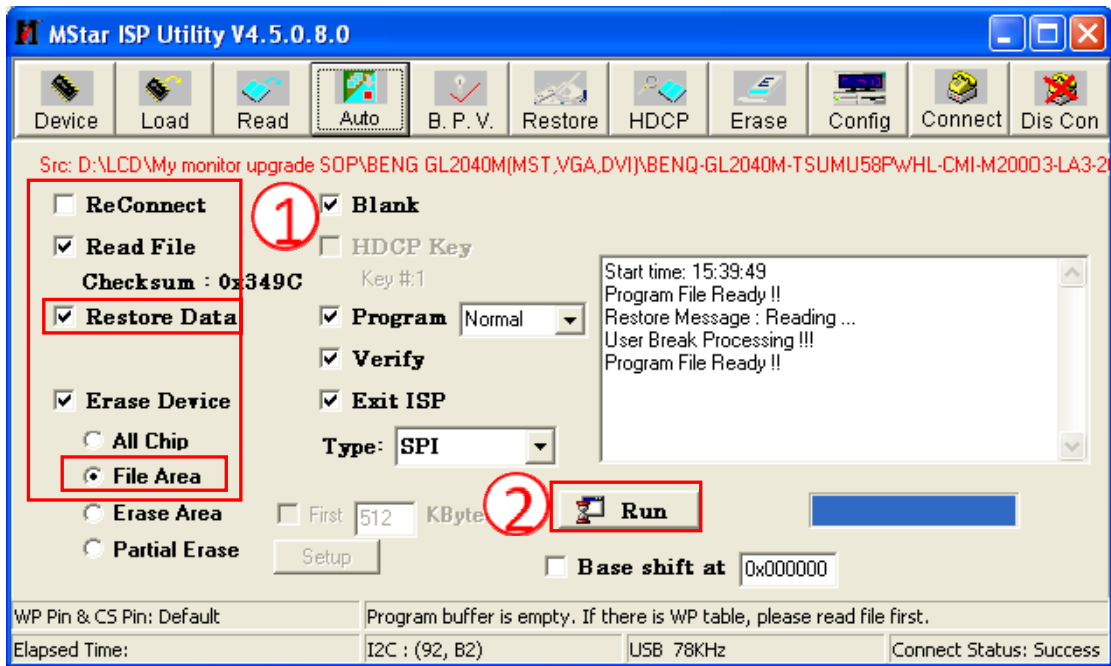 MStar ISP Utility V4.5.0.8.0
Device Load Read Auto B. P. V. Restore HDCP Erase Config Connect Dis Con
Src: D:\LCD\My monitor upgrade SOP\BENG GL2040M(MST,VGA,DVI)\BENQ-GL2040M-TSUMU58PWHL-CMI-M200O3-LA3-2
ReConnect
Read File
Checksum : 0x349C
Restore Data
Erase Device
All Chip
File Area
Erase Area
Partial Erase
1
Blank
HDCP Key
Key #:1
Program Normal
Verify
Exit ISP
Type: SPI
First 512 KByte
Setup
Start time: 15:39:49
Program File Ready !!
Restore Message : Reading ...
User Break Processing !!!
Program File Ready !!
2
Run
Base shift at 0x000000
WP Pin & CS Pin: Default Program buffer is empty. If there is WP table, please read file first.
Elapsed Time: I2C : (92, B2) USB 78KHz Connect Status: Success